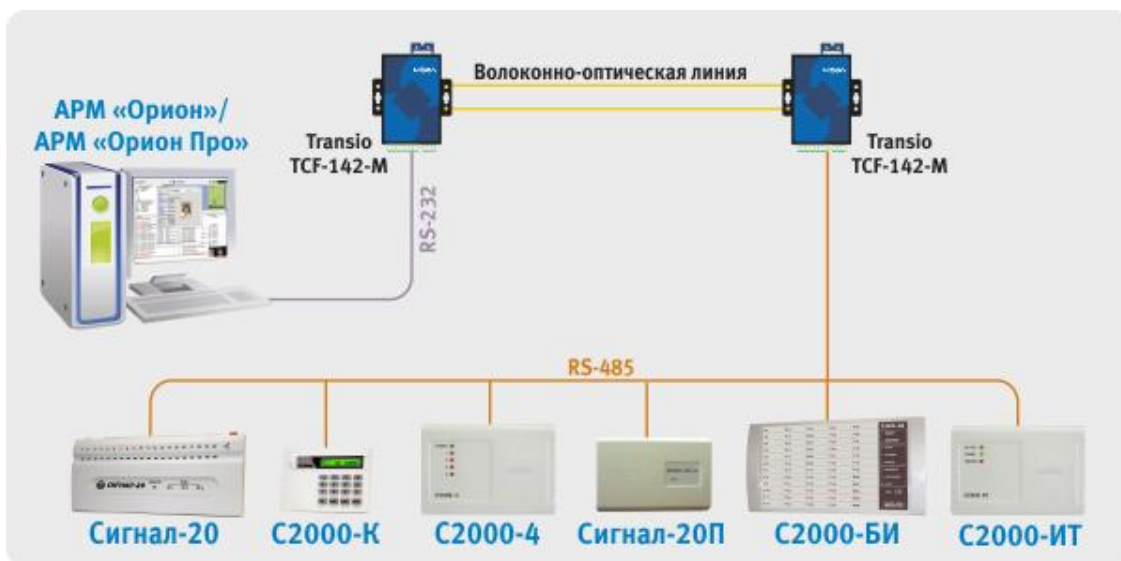 Волоконно-оптическая линия
АРМ «Орион»/
АРМ «Орион Про»
Transio
TCF-142-M
Transio
TCF-142-M
RS-232
RS-485
Сигнал-20
С2000-К
С2000-4
Сигнал-20П
С2000-БИ
С2000-ИТ